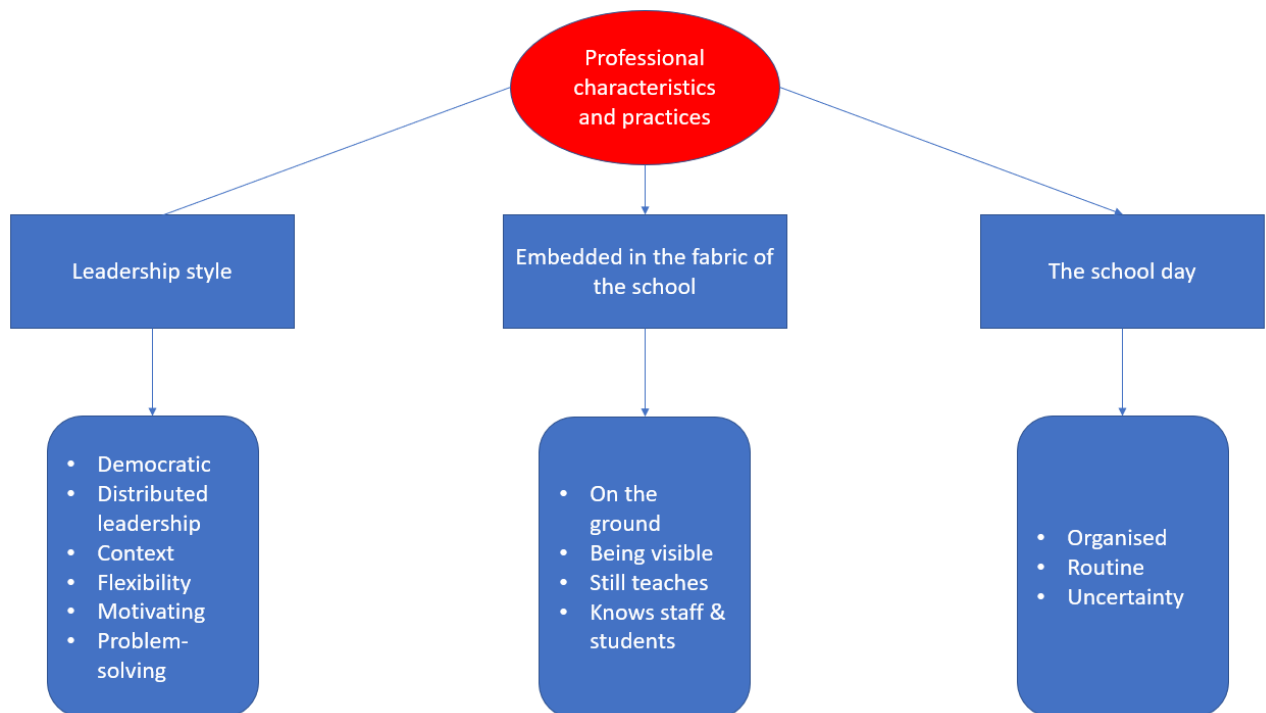 Professional
characteristics
and practices
Leadership style
Embedded in the fabric of
the school
The school day
• Democratic
• Distributed
leadership
• Context
• Flexibility
• Motivating
• Problem-
solving
• On the
ground
• Being visible
• Still teaches
• Knows staff &
students
• Organised
• Routine
• Uncertainty